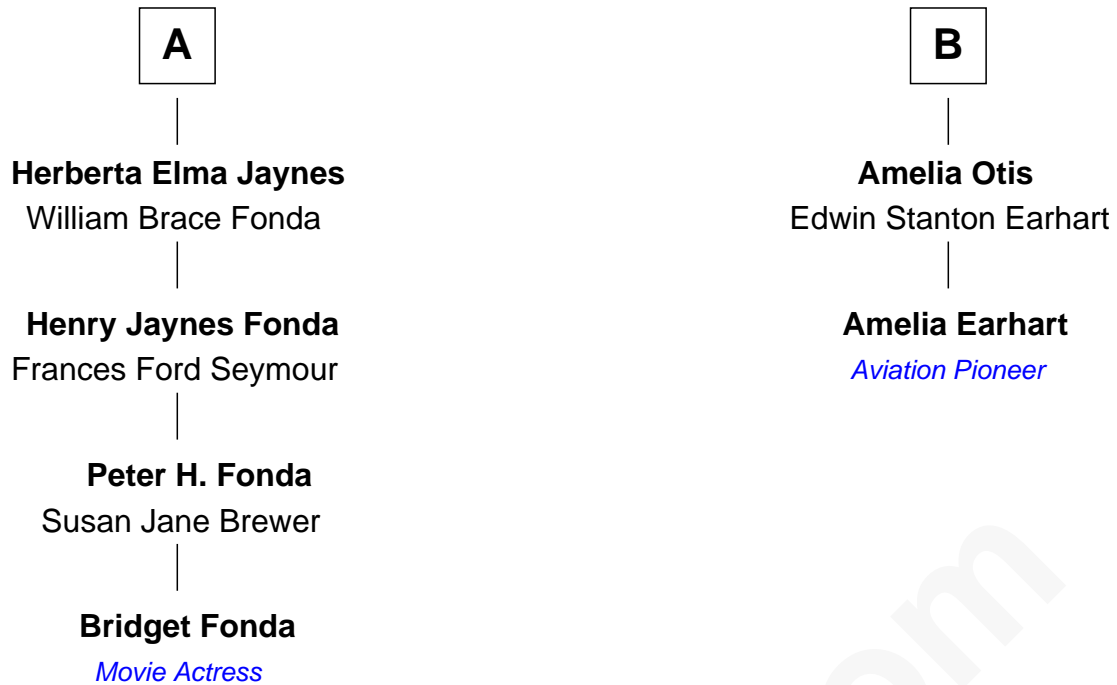 A
Herberta Elma Jaynes
William Brace Fonda
Henry Jaynes Fonda
Frances Ford Seymour
Peter H. Fonda
Susan Jane Brewer
Bridget Fonda
Movie Actress
B
Amelia Otis
Edwin Stanton Earhart
Amelia Earhart
Aviation Pioneer
om